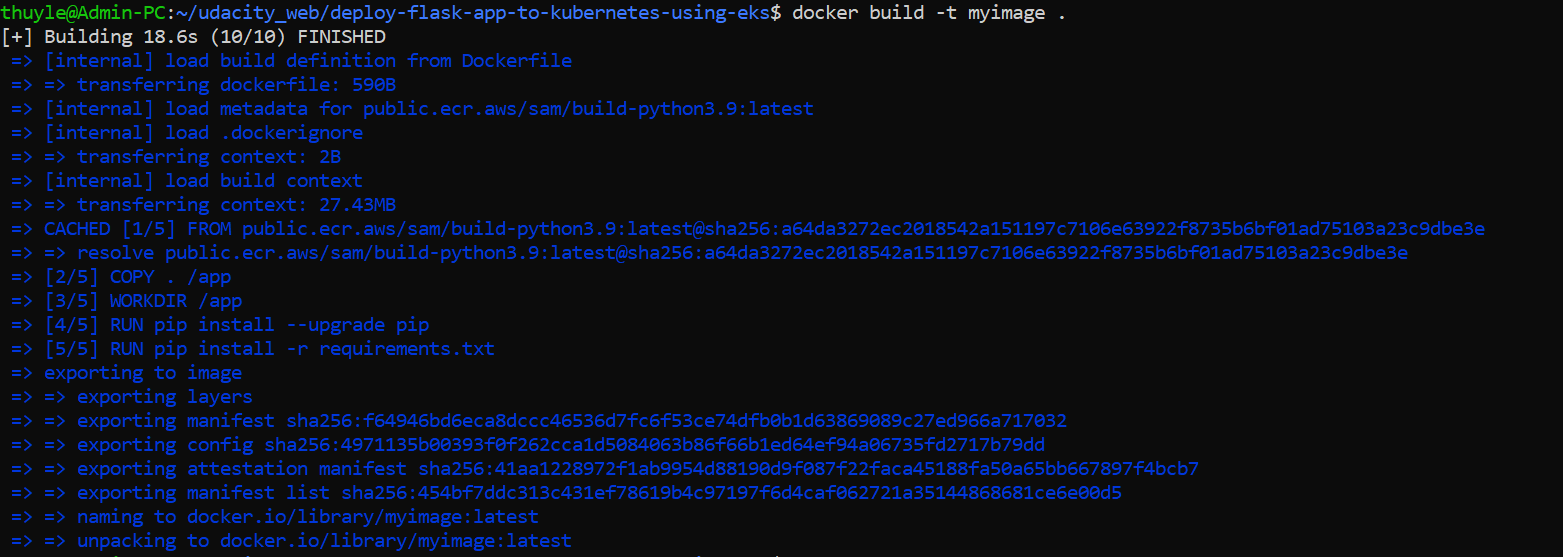 thuyle@Admin-PC:~/udacity_web/deploy-flask-app-to-kubernetes-using-eks$ docker build -t myimage .
[+] Building 18.6s (10/10) FINISHED
=> [internal] load build definition from Dockerfile
=> => transferring dockerfile: 590B
=> [internal] load metadata for public.ecr.aws/sam/build-python3.9:latest
=> [internal] load .dockerignore
=> => transferring context: 2B
=> [internal] load build context
=> => transferring context: 27.43MB
=> CACHED [1/5] FROM public.ecr.aws/sam/build-python3.9:latest@sha256:a64da3272ec2018542a151197c7106e63922f8735b6bf01ad75103a23c9dbe3e
=> => resolve public.ecr.aws/sam/build-python3.9:latest@sha256:a64da3272ec2018542a151197c7106e63922f8735b6bf01ad75103a23c9dbe3e
=> [2/5] COPY . /app
=> [3/5] WORKDIR /app
=> [4/5] RUN pip install --upgrade pip
=> [5/5] RUN pip install -r requirements.txt
=> exporting to image
=> => exporting layers
=> => exporting manifest sha256:f64946bd6eca8dccc46536d7fc6f53ce74dfb0b1d63869089c27ed966a717032
=> => exporting config sha256:4971135b00393f0f262cca1d5084063b86f66b1ed64ef94a06735fd2717b79dd
=> => exporting attestation manifest sha256:41aa1228972f1ab9954d88190d9f087f22faca45188fa50a65bb667897f4bcb7
=> => exporting manifest list sha256:454bf7ddc313c431ef78619b4c97197f6d4caf062721a35144868681ce6e00d5
=> => naming to docker.io/library/myimage:latest
=> => unpacking to docker.io/library/myimage:latest